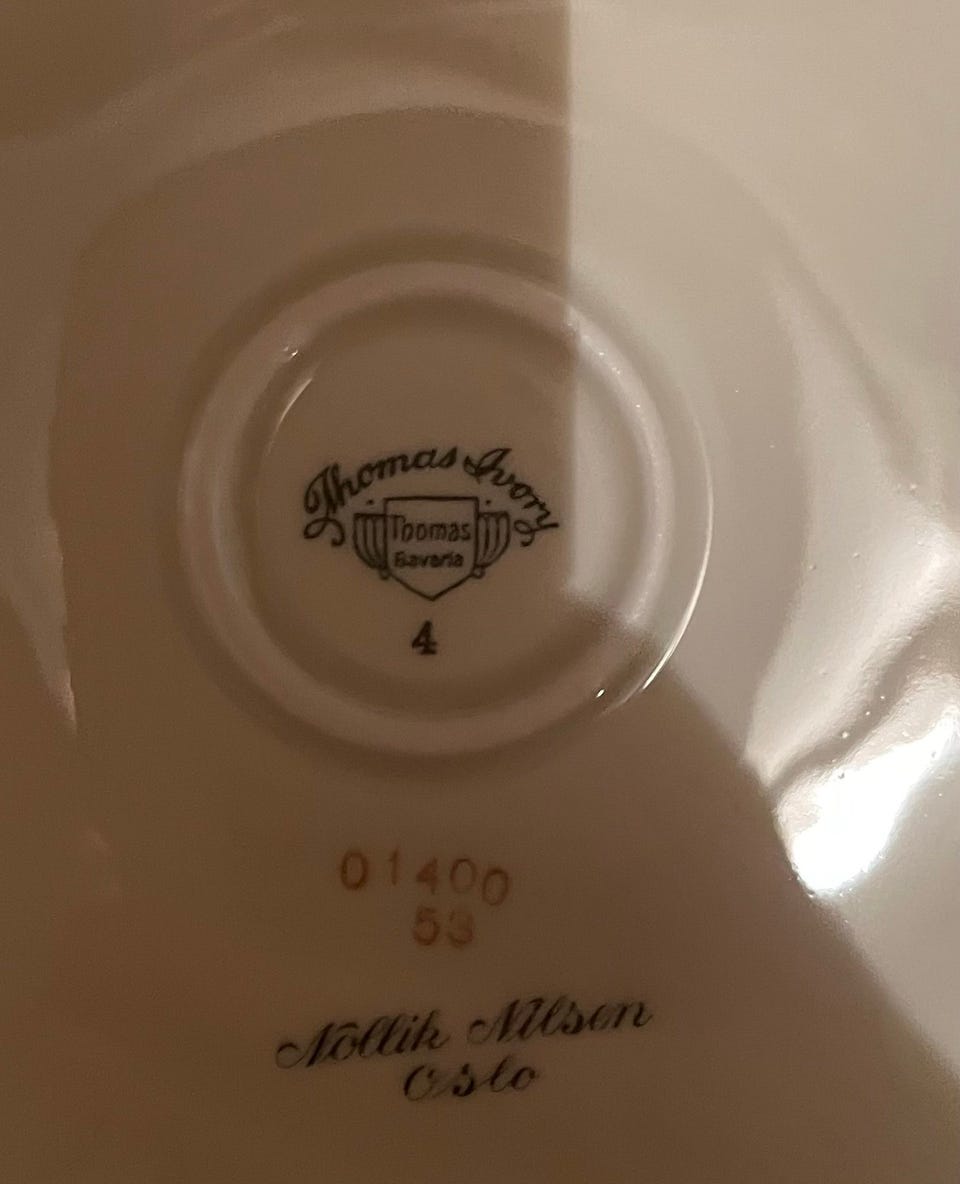 Thomas Ivory
Thomas
Bavaria
4
01400
53
Nollik Nilsen
Oslo